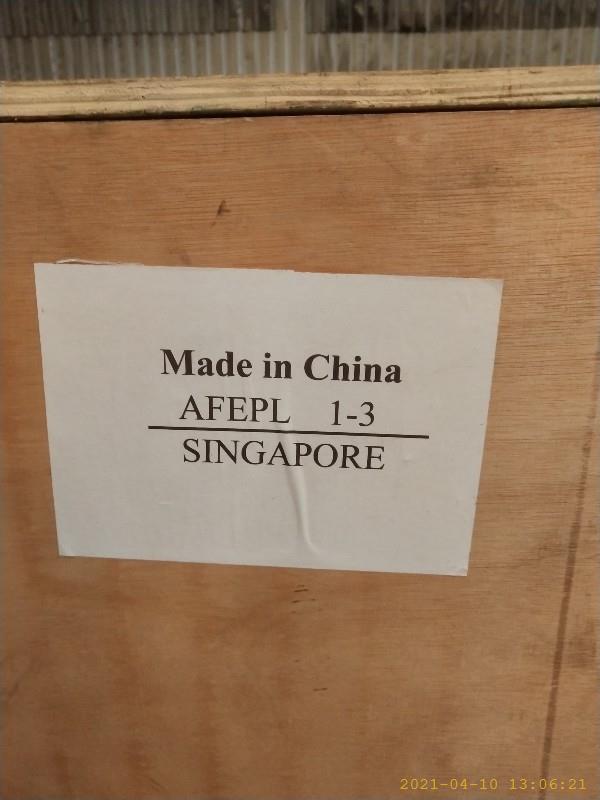 Made in China
AFEPL 1-3
SINGAPORE
2021-04-10 13:06:21